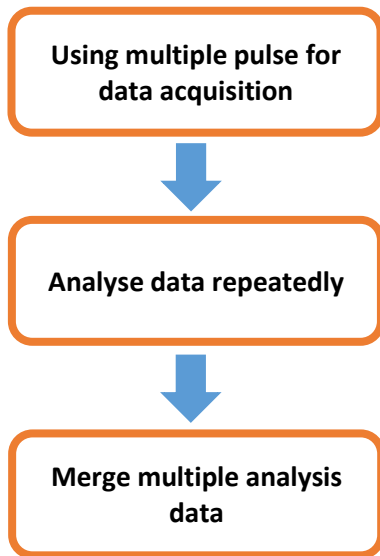 Using multiple pulse for
data acquisition
Analyse data repeatedly
Merge multiple analysis
data